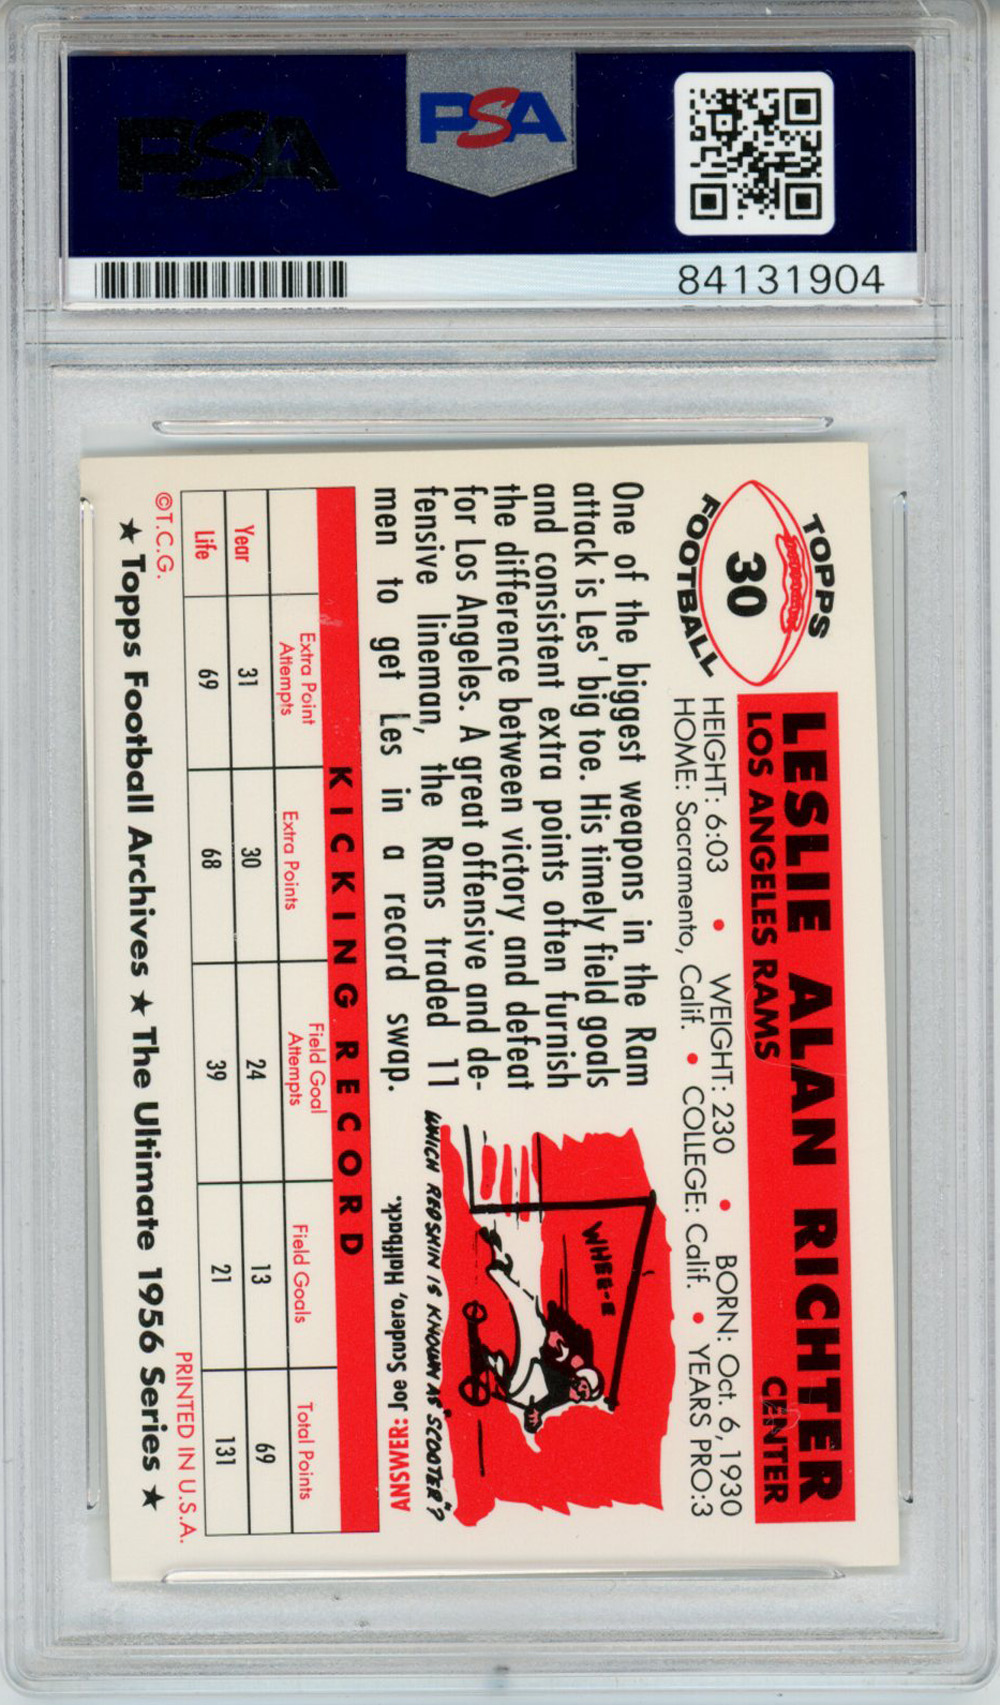 PSA
PSA
84131904
TOPPS
30
FOOTBALL
LESLIE ALAN RICHTER
LOS ANGELES RAMS CENTER
HEIGHT: 6:03 • WEIGHT: 230 • BORN: Oct. 6, 1930
HOME: Sacramento, Calif. • COLLEGE: Calif. • YEARS PRO:3
One of the biggest weapons in the Ram
attack is Les' big toe. His timely field goals
and consistent extra points often furnish
the difference between victory and defeat
for Los Angeles. A great offensive and de-
fensive lineman, the Rams traded 11
men to get Les in a record swap.
WHEE-E
WHICH REDSKIN IS KNOWN AS "SCOOTER"?
ANSWER: Joe Scudero, Halfback.
KICKING RECORD
Extra Point Attempts Extra Points Field Goal Attempts Field Goals Total Points
Year 31 30 24 13 69
Life 69 68 39 21 131
©T.C.G. PRINTED IN U.S.A.
★ Topps Football Archives ★ The Ultimate 1956 Series ★